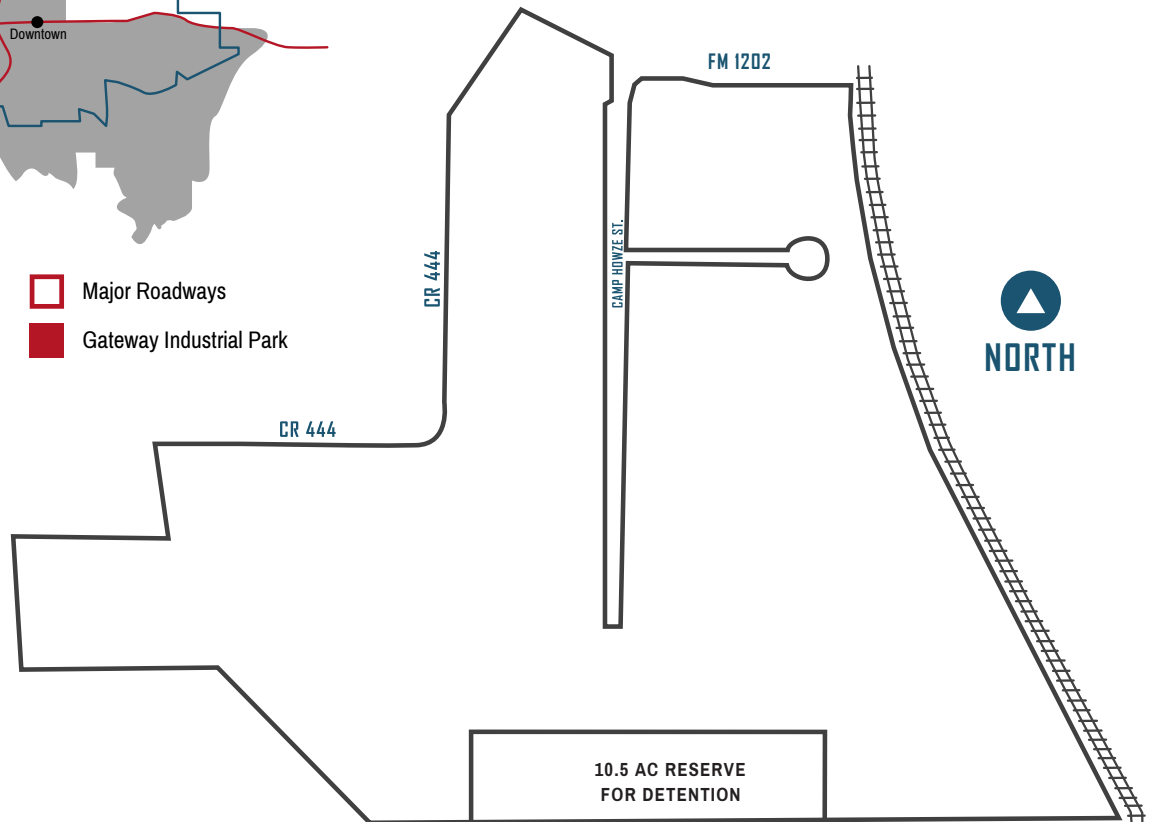 Downtown
FM 1202
CAMP HOWZE ST.
CR 444
Major Roadways
Gateway Industrial Park
NORTH
CR 444
10.5 AC RESERVE
FOR DETENTION